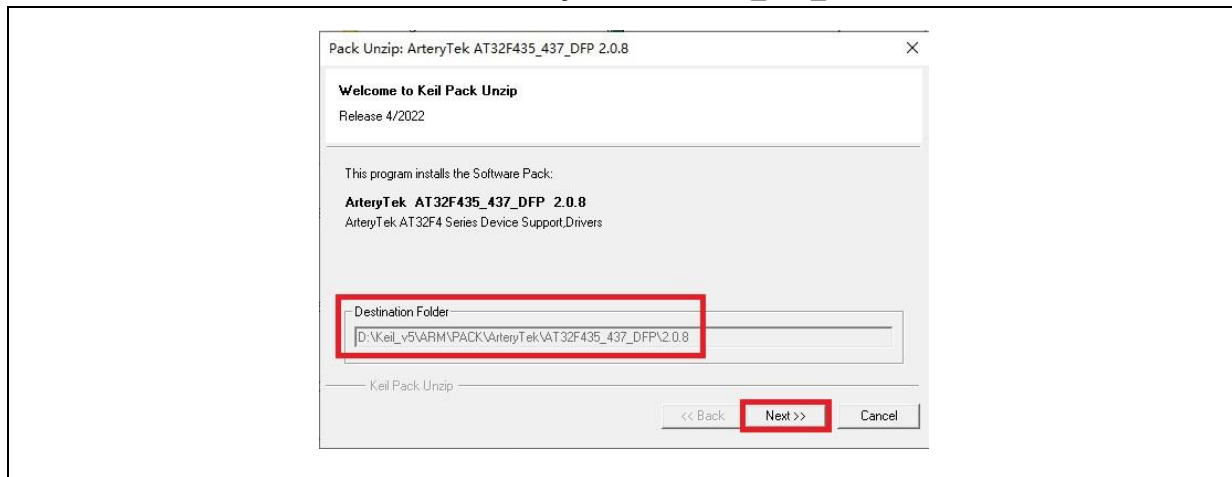 Pack Unzip: ArteryTek AT32F435_437_DFP 2.0.8
Welcome to Keil Pack Unzip
Release 4/2022
This program installs the Software Pack:
ArteryTek AT32F435_437_DFP 2.0.8
ArteryTek AT32F4 Series Device Support,Drivers
Destination Folder
D:\Keil_v5\ARM\PACK\ArteryTek\AT32F435_437_DFP\2.0.8
Keil Pack Unzip
<< Back Next >> Cancel